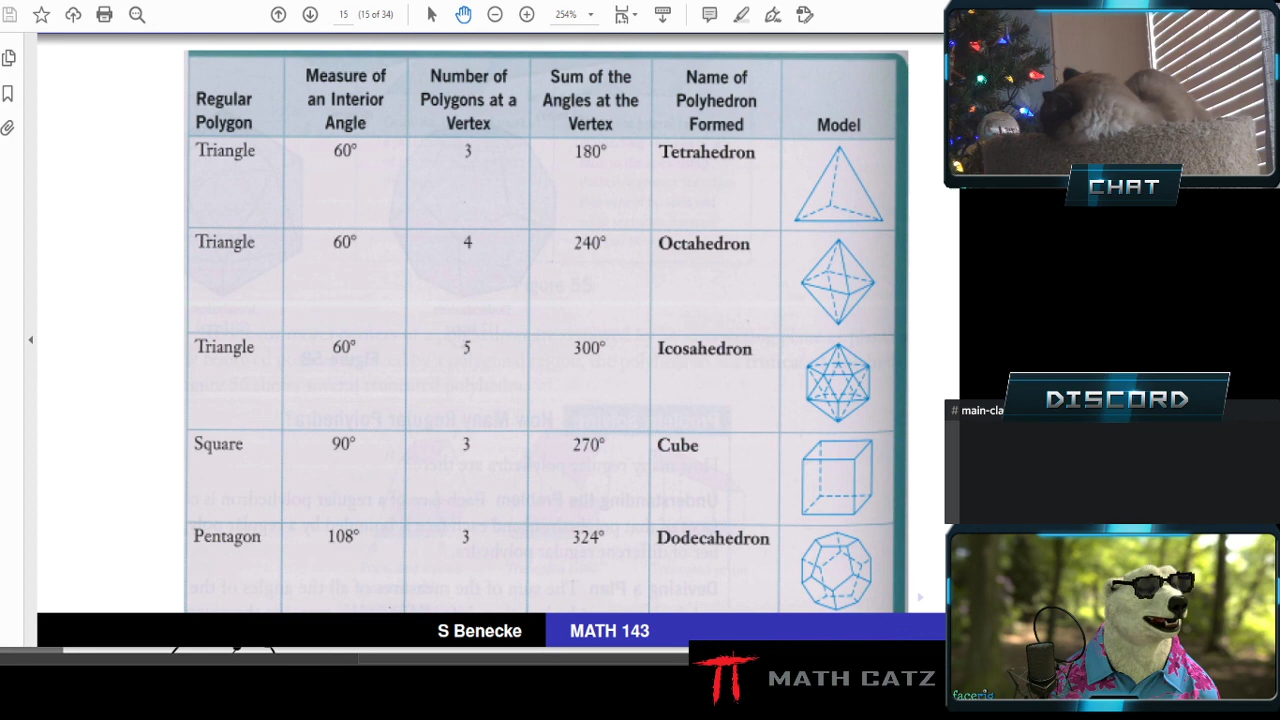 15 (15 of 34)
254%
Regular Polygon
Measure of an Interior Angle
Number of Polygons at a Vertex
Sum of the Angles at the Vertex
Name of Polyhedron Formed
Model
Triangle 60° 3 180° Tetrahedron
Triangle 60° 4 240° Octahedron
Triangle 60° 5 300° Icosahedron
Square 90° 3 270° Cube
Pentagon 108° 3 324° Dodecahedron
S Benecke MATH 143
MATH CATZ
CHAT
DISCORD
# main-cla
facerig